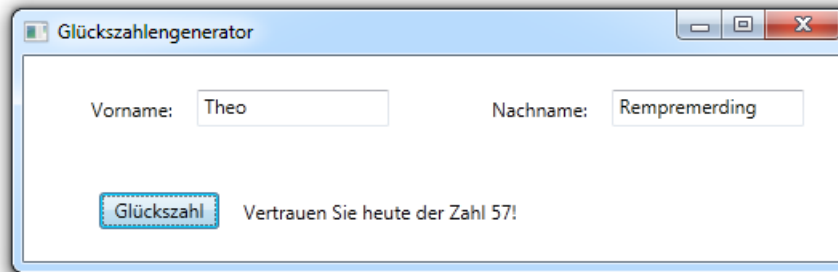 Glückszahlengenerator
Vorname: Theo Nachname: Rempremerding
Glückszahl Vertrauen Sie heute der Zahl 57!